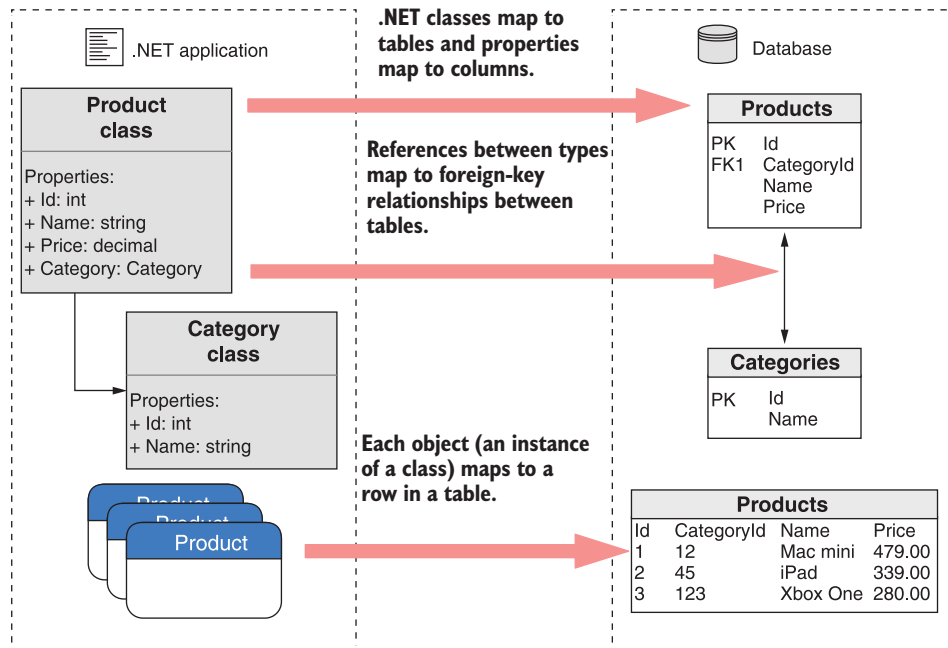 .NET application
.NET classes map to
tables and properties
map to columns.
Database
Product
class
Properties:
+ Id: int
+ Name: string
+ Price: decimal
+ Category: Category
Products
PK Id
FK1 CategoryId
Name
Price
References between types
map to foreign-key
relationships between
tables.
Category
class
Properties:
+ Id: int
+ Name: string
Categories
PK Id
Name
Each object (an instance
of a class) maps to a
row in a table.
Product
Product
Product
Products
Id CategoryId Name Price
1 12 Mac mini 479.00
2 45 iPad 339.00
3 123 Xbox One 280.00